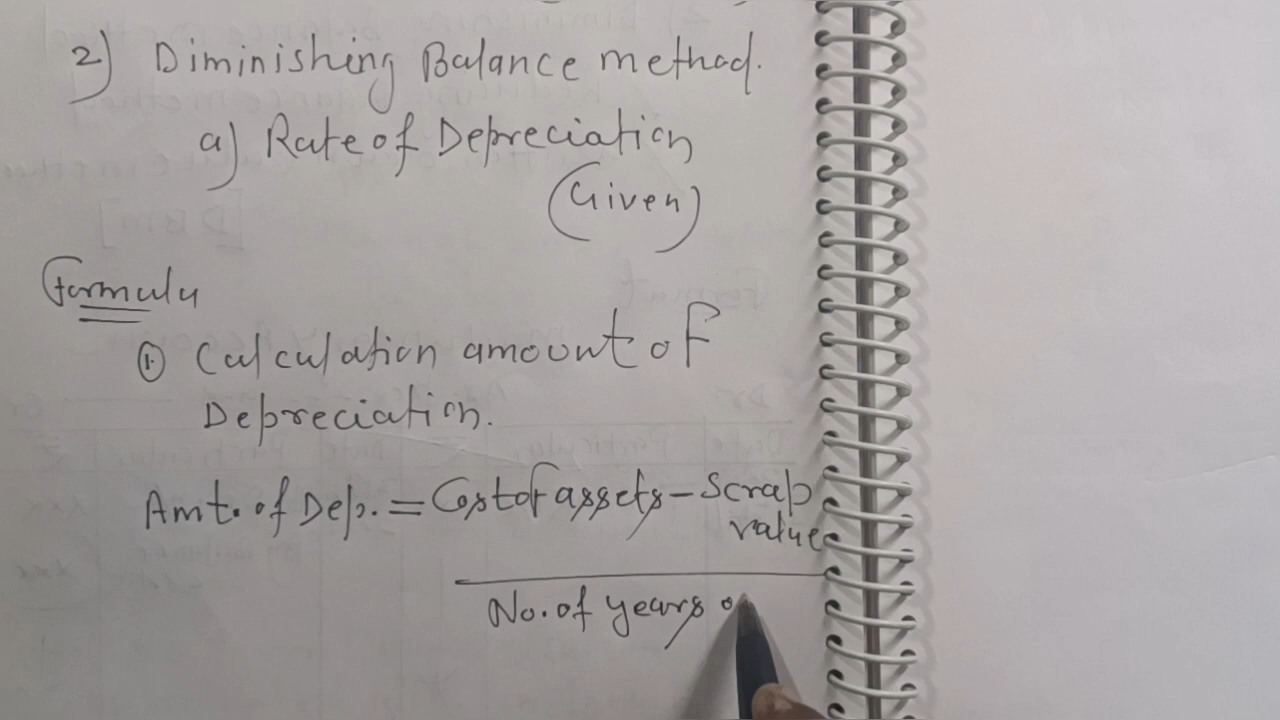 2) Diminishing Balance method.
a) Rate of Depreciation
(Given)
Formula
① Calculation amount of
Depreciation.
Amt. of Dep. = Cost of assets - Scrap
value
No. of years o